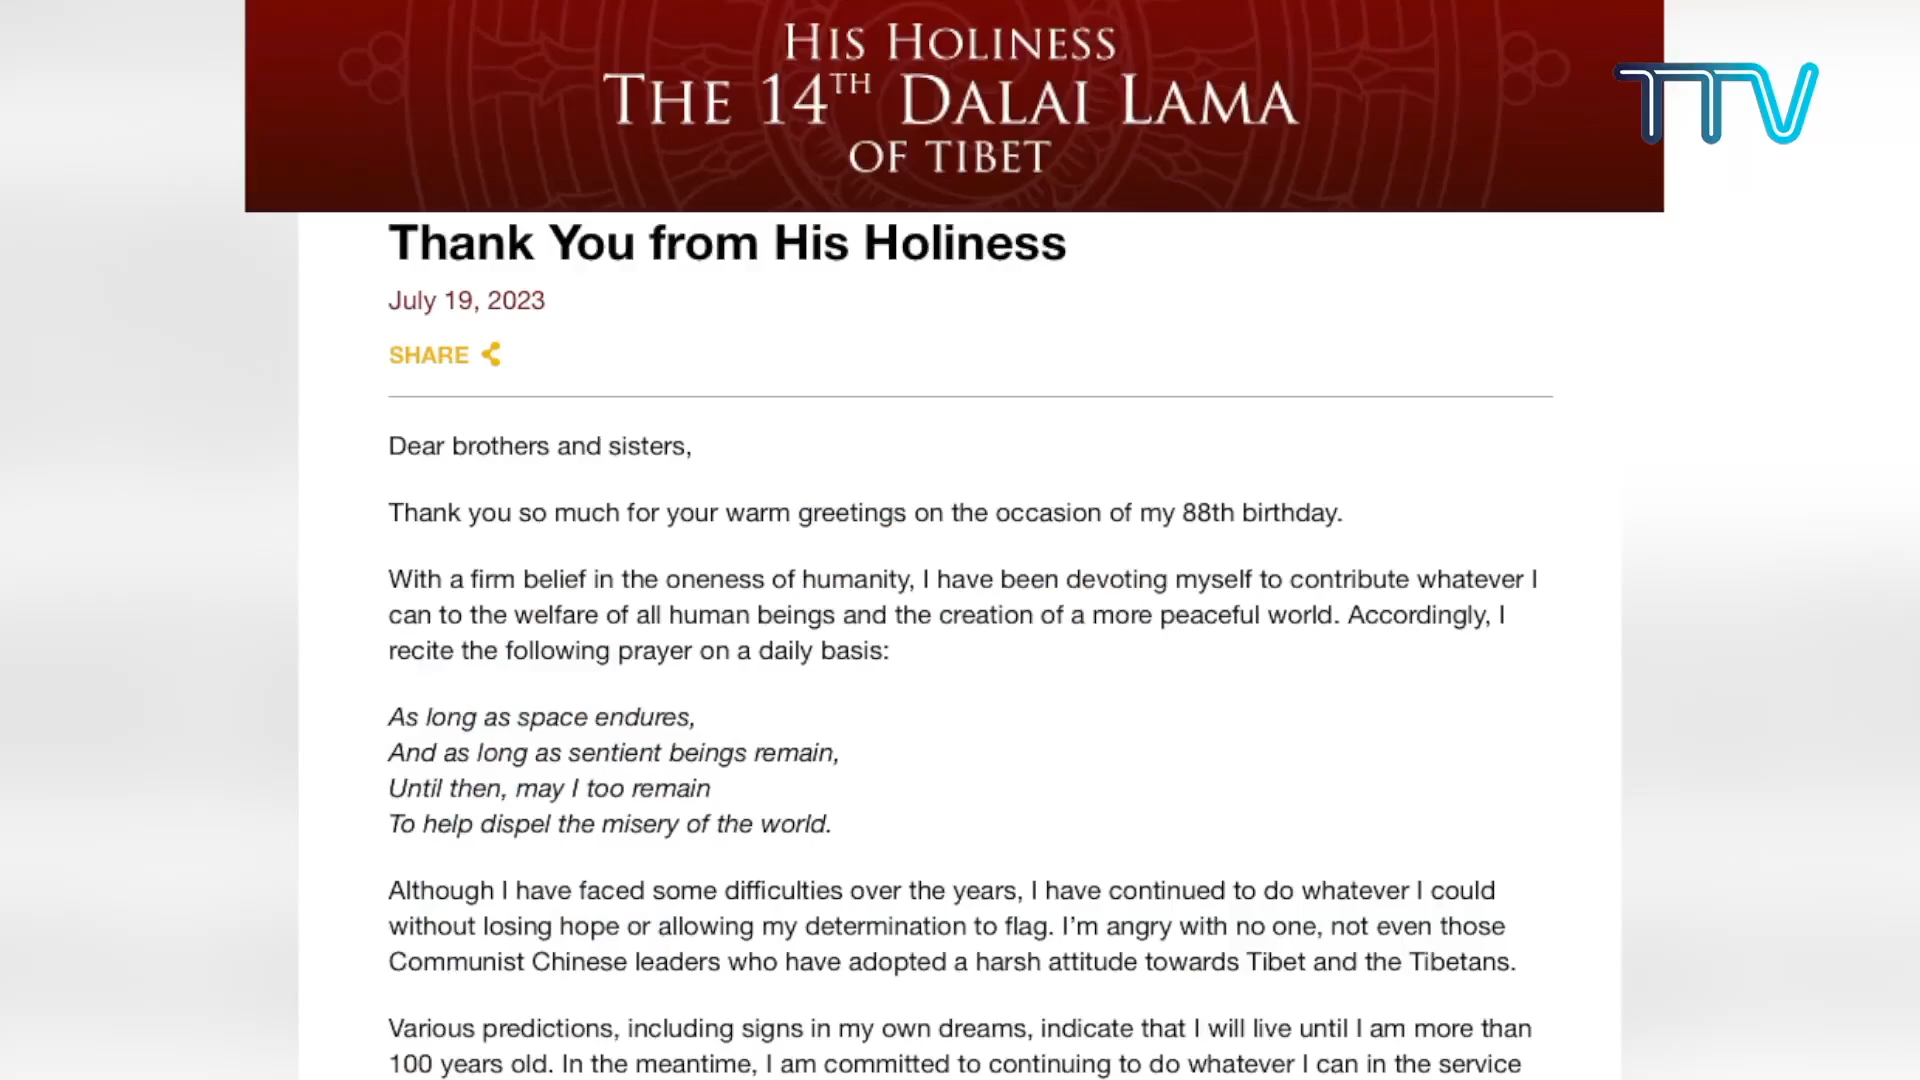 HIS HOLINESS
THE 14TH DALAI LAMA
OF TIBET
TTV
Thank You from His Holiness
July 19, 2023
SHARE
Dear brothers and sisters,
Thank you so much for your warm greetings on the occasion of my 88th birthday.
With a firm belief in the oneness of humanity, I have been devoting myself to contribute whatever I
can to the welfare of all human beings and the creation of a more peaceful world. Accordingly, I
recite the following prayer on a daily basis:
As long as space endures,
And as long as sentient beings remain,
Until then, may I too remain
To help dispel the misery of the world.
Although I have faced some difficulties over the years, I have continued to do whatever I could
without losing hope or allowing my determination to flag. I’m angry with no one, not even those
Communist Chinese leaders who have adopted a harsh attitude towards Tibet and the Tibetans.
Various predictions, including signs in my own dreams, indicate that I will live until I am more than
100 years old. In the meantime, I am committed to continuing to do whatever I can in the service